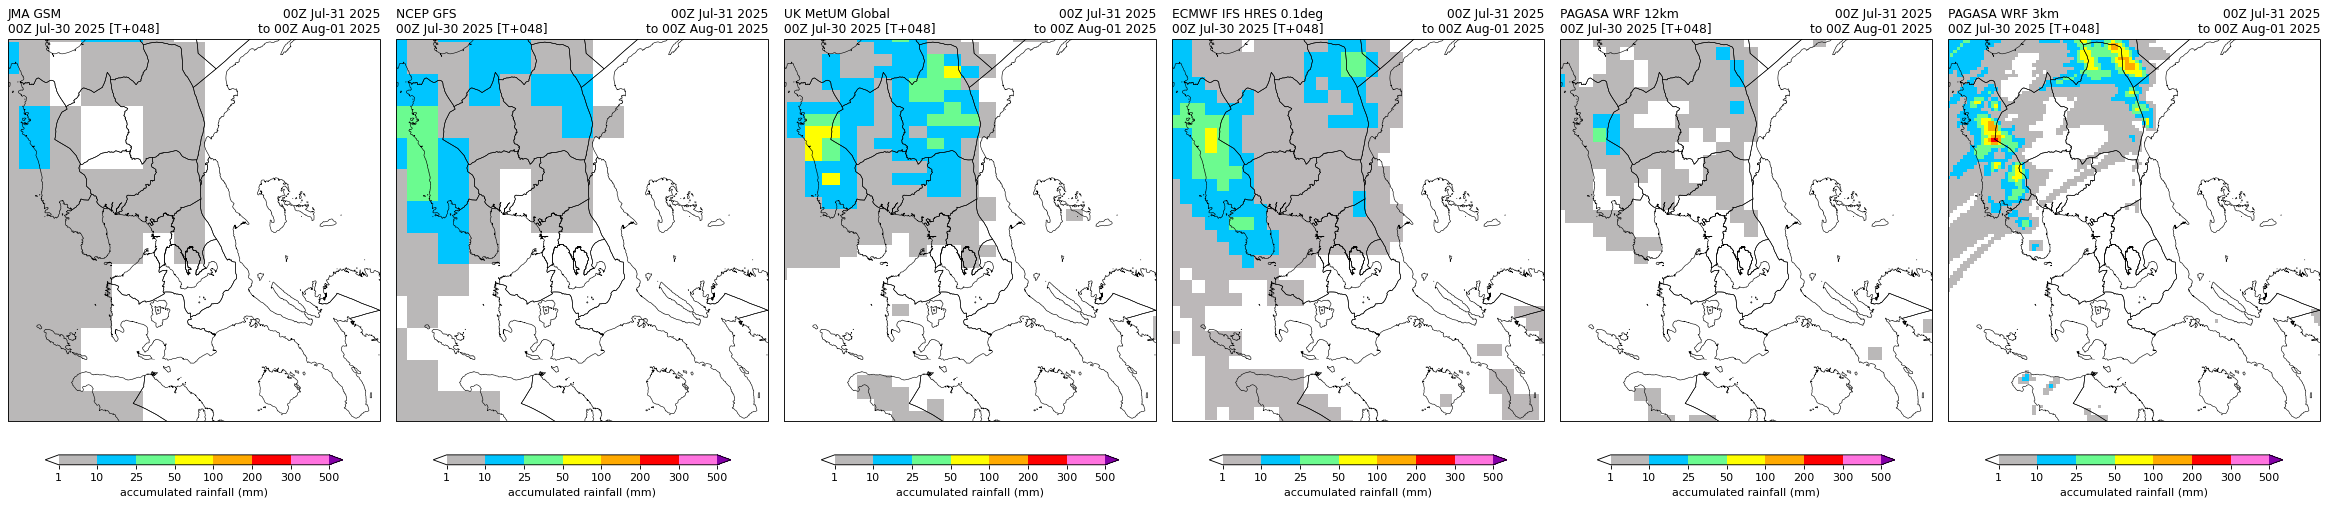 JMA GSM 00Z Jul-31 2025
00Z Jul-30 2025 [T+048] to 00Z Aug-01 2025
1 10 25 50 100 200 300 500
accumulated rainfall (mm)
NCEP GFS 00Z Jul-31 2025
00Z Jul-30 2025 [T+048] to 00Z Aug-01 2025
1 10 25 50 100 200 300 500
accumulated rainfall (mm)
UK MetUM Global 00Z Jul-31 2025
00Z Jul-30 2025 [T+048] to 00Z Aug-01 2025
1 10 25 50 100 200 300 500
accumulated rainfall (mm)
ECMWF IFS HRES 0.1deg 00Z Jul-31 2025
00Z Jul-30 2025 [T+048] to 00Z Aug-01 2025
1 10 25 50 100 200 300 500
accumulated rainfall (mm)
PAGASA WRF 12km 00Z Jul-31 2025
00Z Jul-30 2025 [T+048] to 00Z Aug-01 2025
1 10 25 50 100 200 300 500
accumulated rainfall (mm)
PAGASA WRF 3km 00Z Jul-31 2025
00Z Jul-30 2025 [T+048] to 00Z Aug-01 2025
1 10 25 50 100 200 300 500
accumulated rainfall (mm)